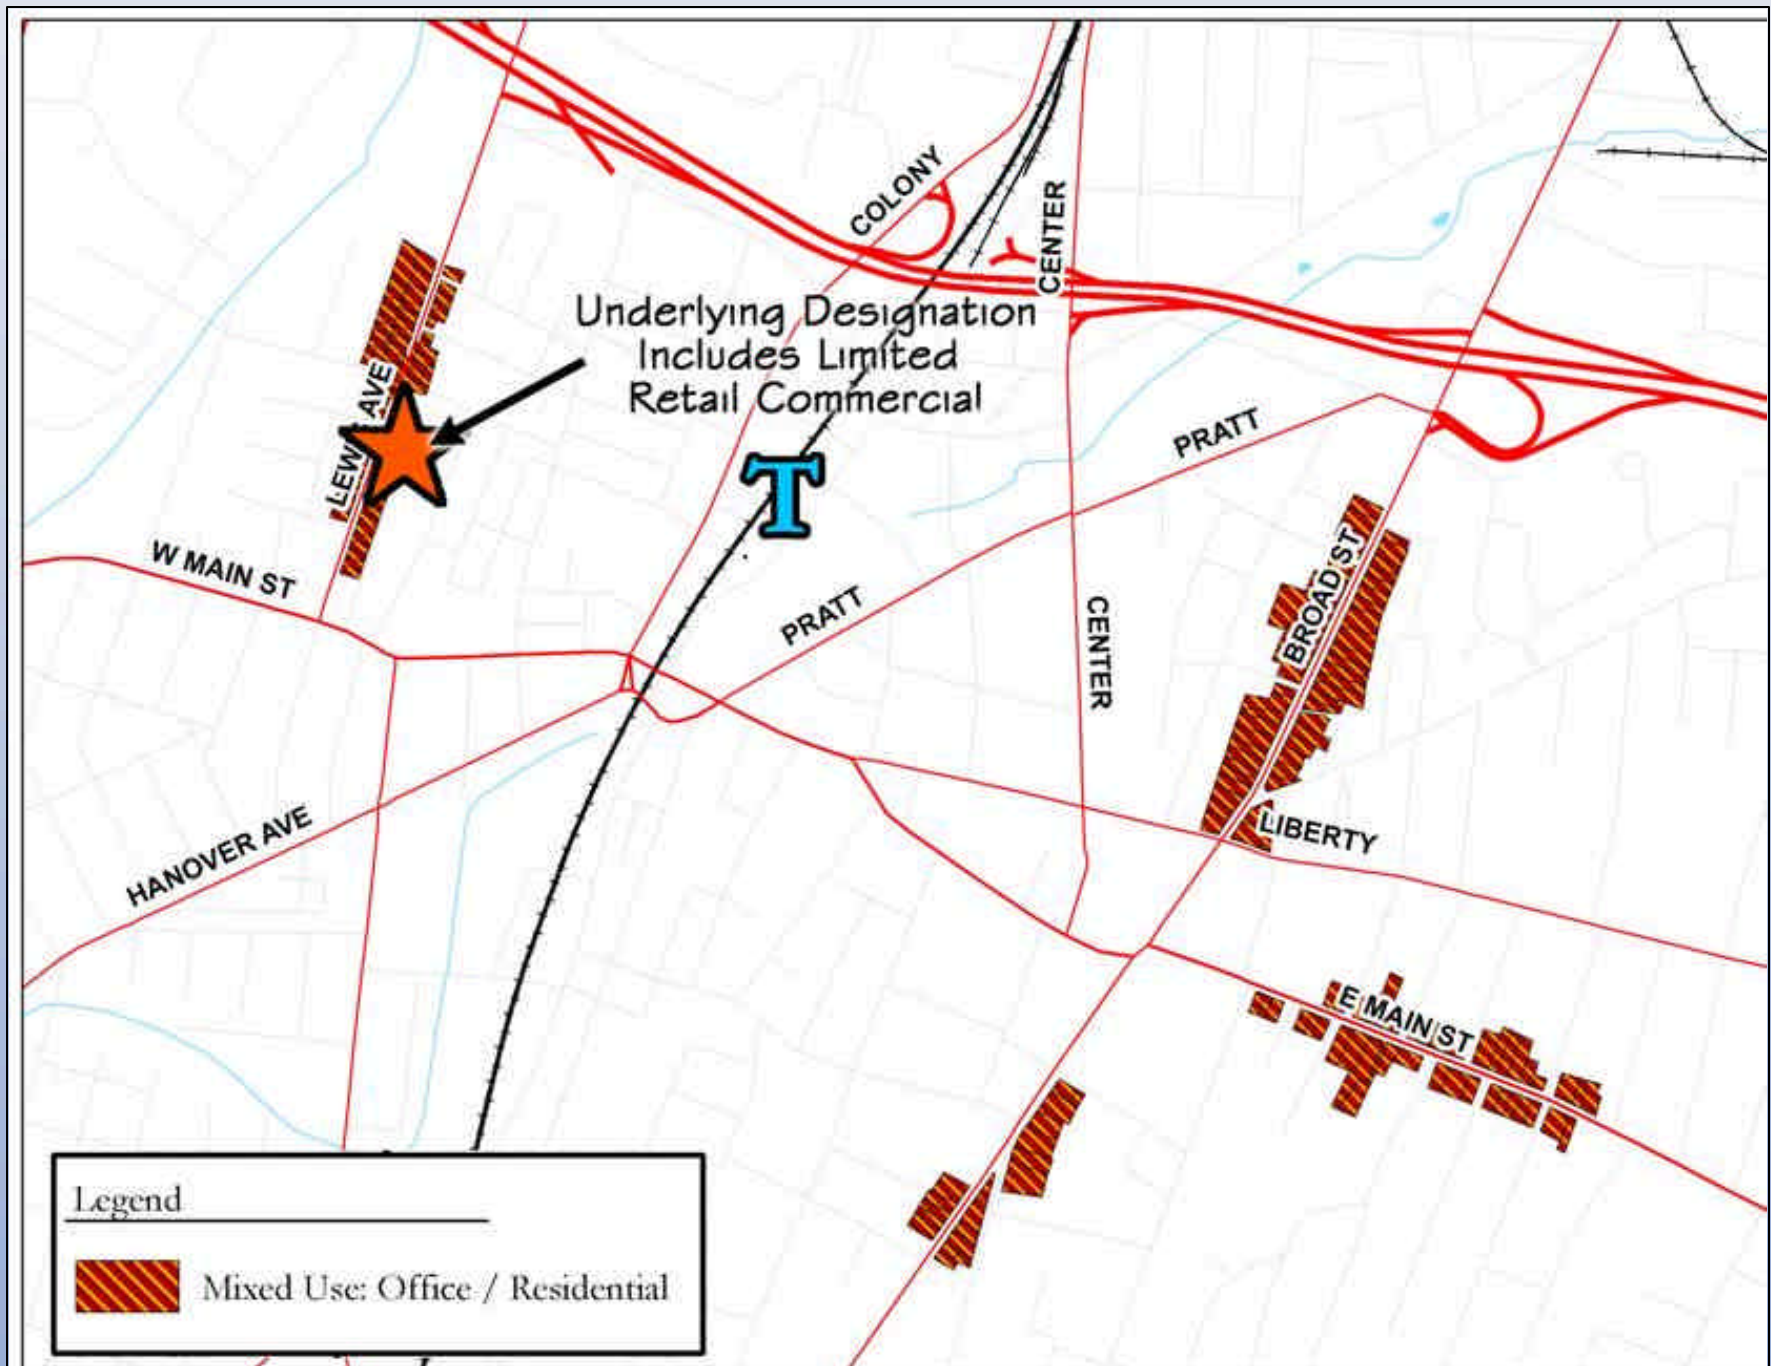 COLONY
CENTER
Underlying Designation
Includes Limited
Retail Commercial
LEWIS AVE
T
PRATT
W MAIN ST
BROAD ST
PRATT
CENTER
HANOVER AVE
LIBERTY
E MAIN ST
Legend
Mixed Use: Office / Residential